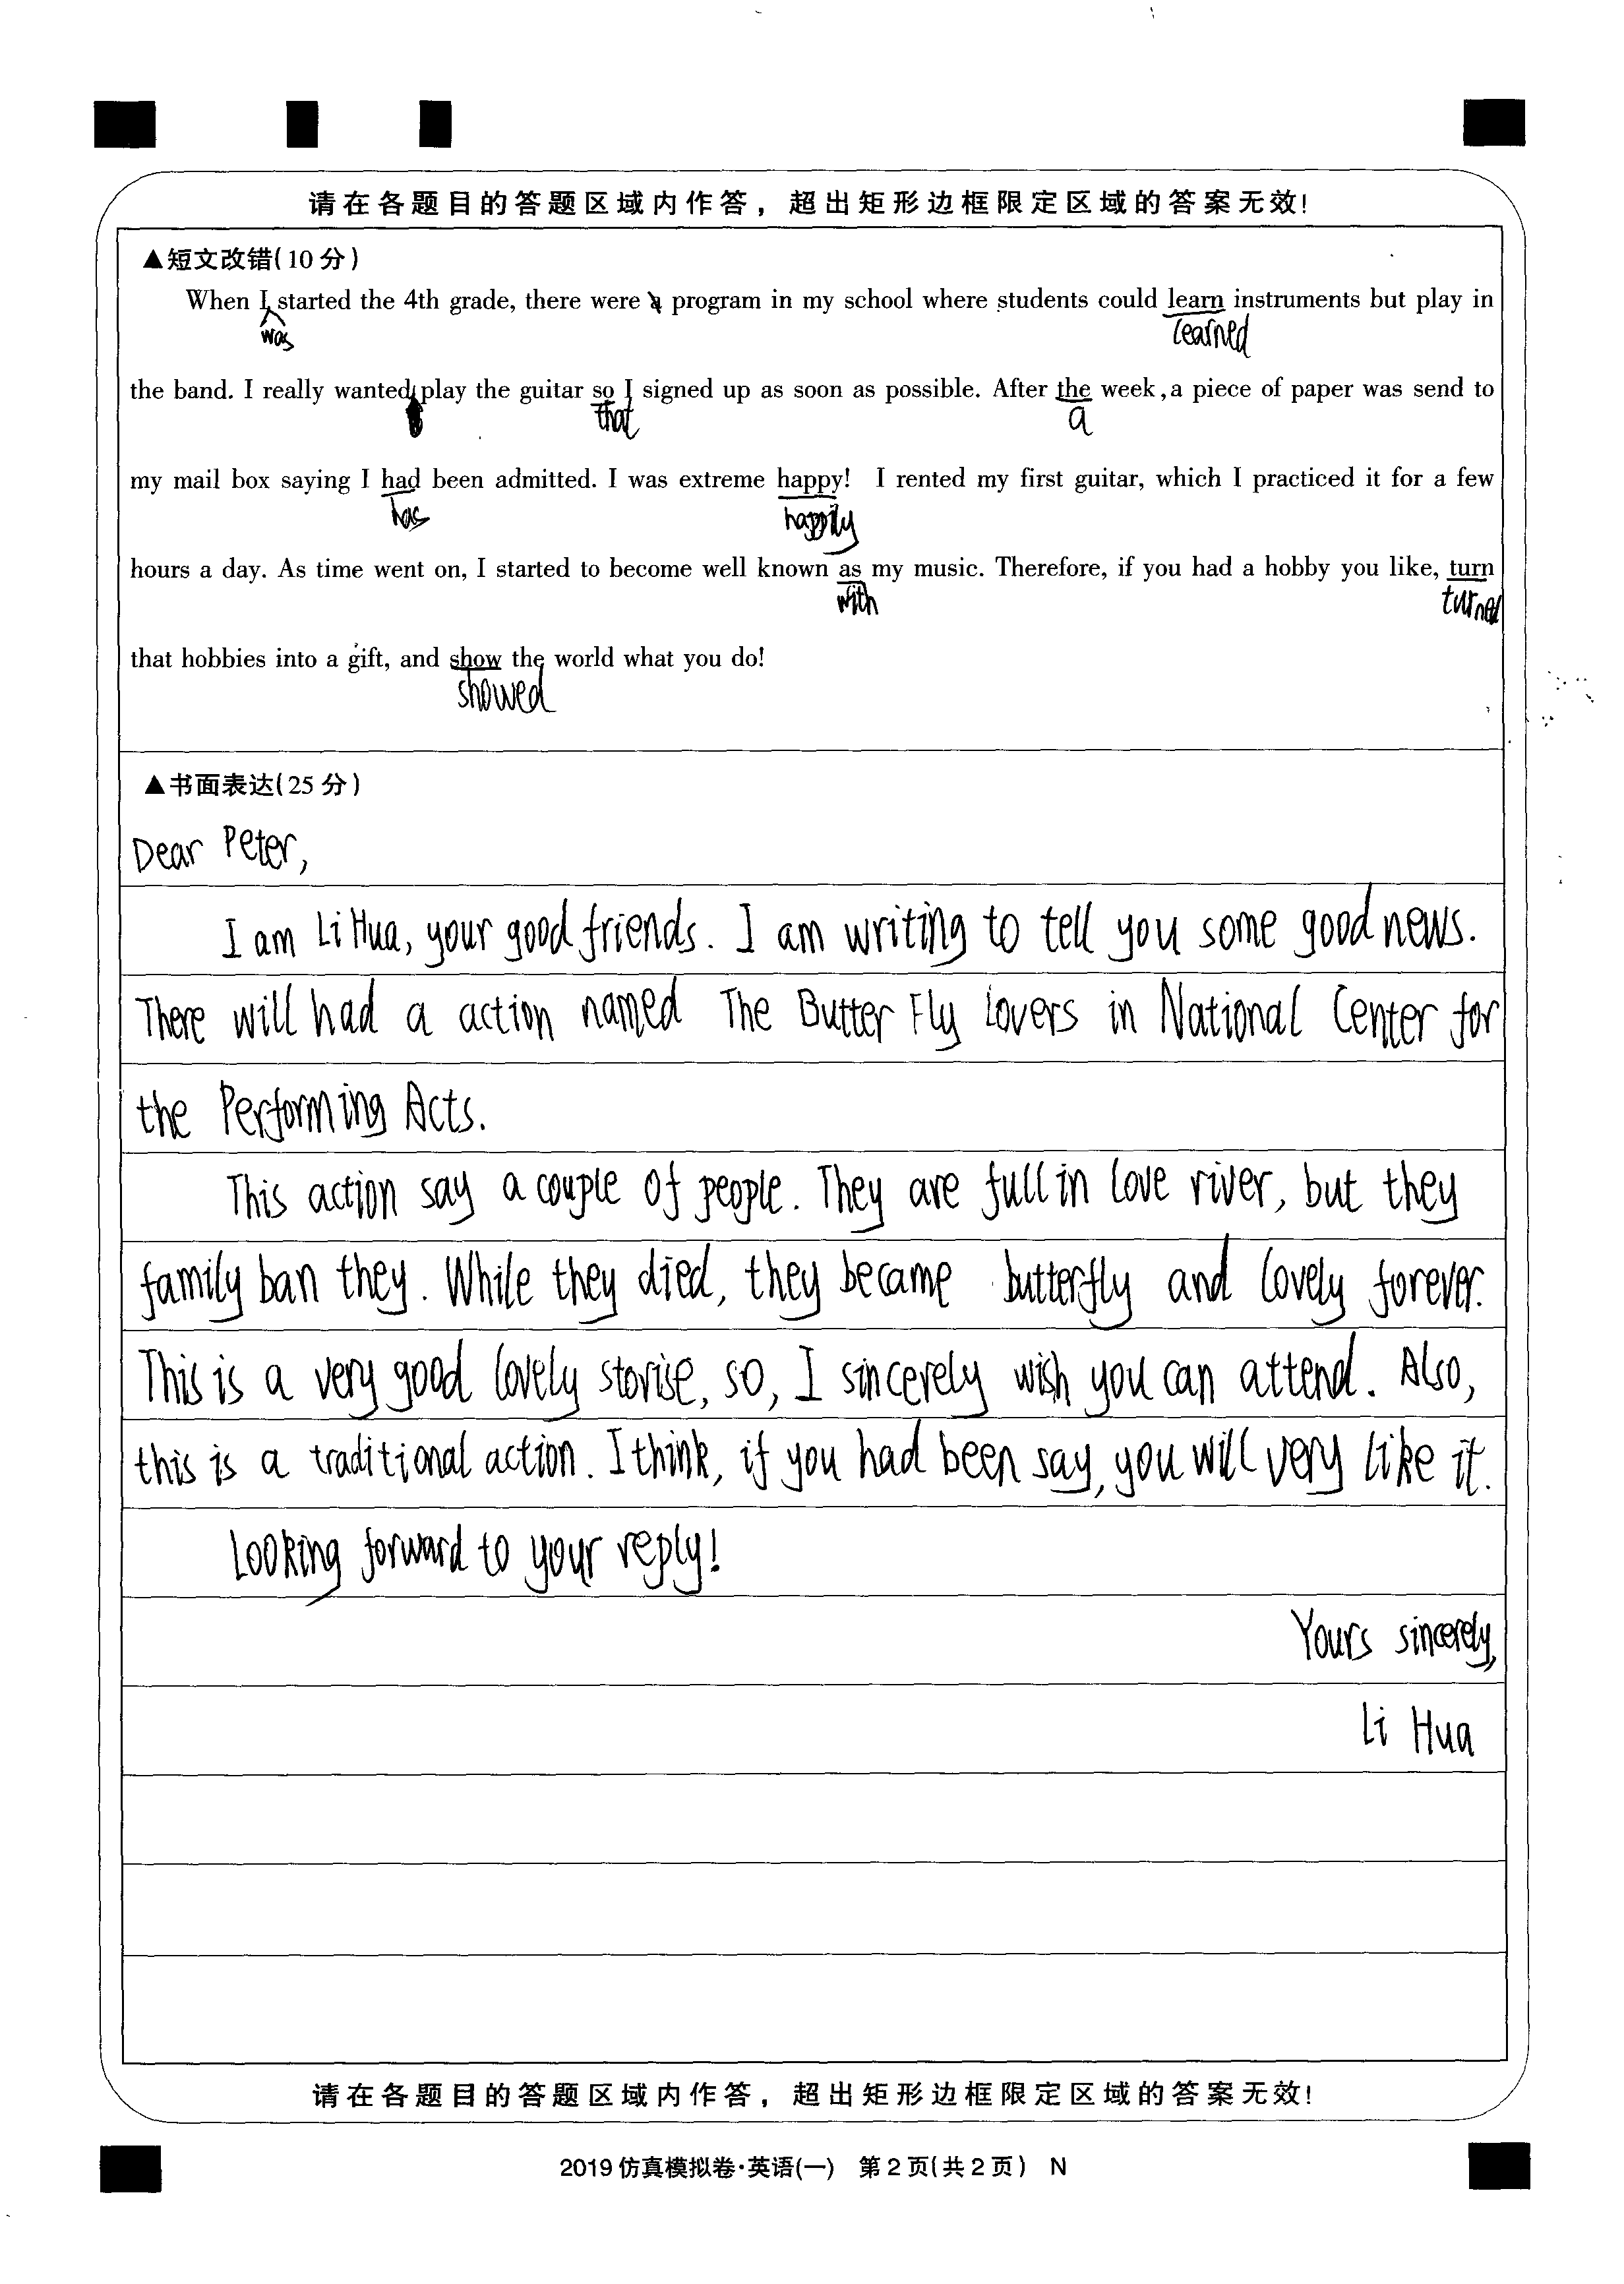 请在各题目的答题区域内作答，超出矩形边框限定区域的答案无效!
▲短文改错(10分)
When I started the 4th grade, there were a program in my school where students could learn instruments but play in
was learned
the band. I really wanted play the guitar so I signed up as soon as possible. After the week, a piece of paper was send to
that a
my mail box saying I had been admitted. I was extreme happy! I rented my first guitar, which I practiced it for a few
has happily
hours a day. As time went on, I started to become well known as my music. Therefore, if you had a hobby you like, turn
with turned
that hobbies into a gift, and show the world what you do!
showed
▲书面表达(25分)
Dear Peter,
I am Li Hua, your good friends. I am writing to tell you some good news.
There will had a action named The Butter Fly Lovers in National Center for
the Performing Acts.
This action say a couple of people. They are full in love river, but they
family ban they. While they died, they became butterfly and lovely forever.
This is a very good lovely storise, so, I sincerely wish you can attend. Also,
this is a traditional action. I think, if you had been say, you will very like it.
Looking forward to your reply!
Yours sincerely,
Li Hua
请在各题目的答题区域内作答，超出矩形边框限定区域的答案无效!
2019仿真模拟卷·英语(一) 第2页(共2页) N